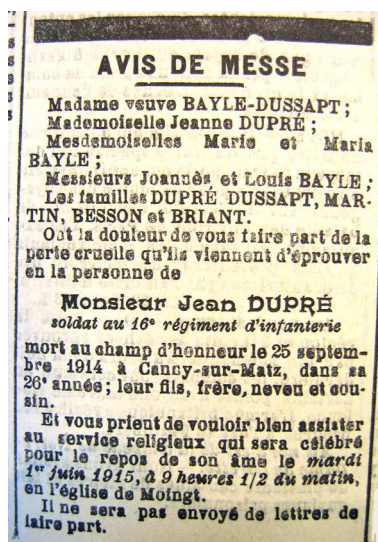 AVIS DE MESSE
Madame veuve BAYLE-DUSSAPT ;
Mademoiselle Jeanne DUPRÉ ;
Mesdemoiselles Marie et Maria
BAYLE ;
Messieurs Joannès et Louis BAYLE ;
Les familles DUPRÉ DUSSAPT, MAR-
TIN, BESSON et BRIANT.
Ont la douleur de vous faire part de la
perte cruelle qu'ils viennent d'éprouver
en la personne de
Monsieur Jean DUPRÉ
soldat au 16e régiment d'infanterie
mort au champ d'honneur le 25 septem-
bre 1914 à Cancy-sur-Matz, dans sa
26e année ; leur fils, frère, neveu et cou-
sin.
Et vous prient de vouloir bien assister
au service religieux qui sera célébré
pour le repos de son âme le mardi
1er juin 1915, à 9 heures 1/2 du matin,
en l'église de Moingt.
Il ne sera pas envoyé de lettres de
faire part.